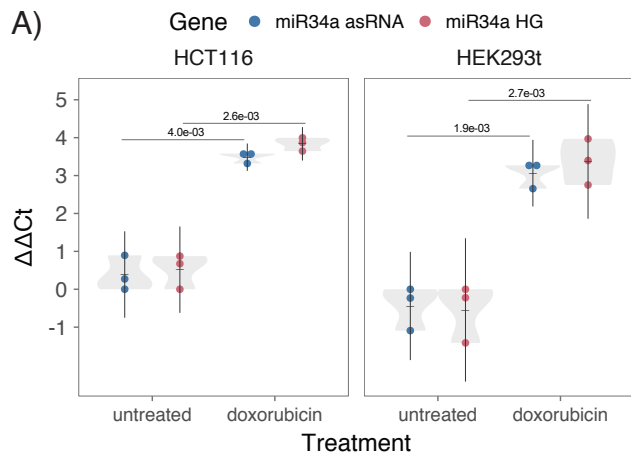 A)
Gene miR34a asRNA miR34a HG
HCT116 HEK293t
5
4
3
2
1
0
-1
ΔΔCt
2.6e-03
4.0e-03
2.7e-03
1.9e-03
untreated doxorubicin untreated doxorubicin
Treatment